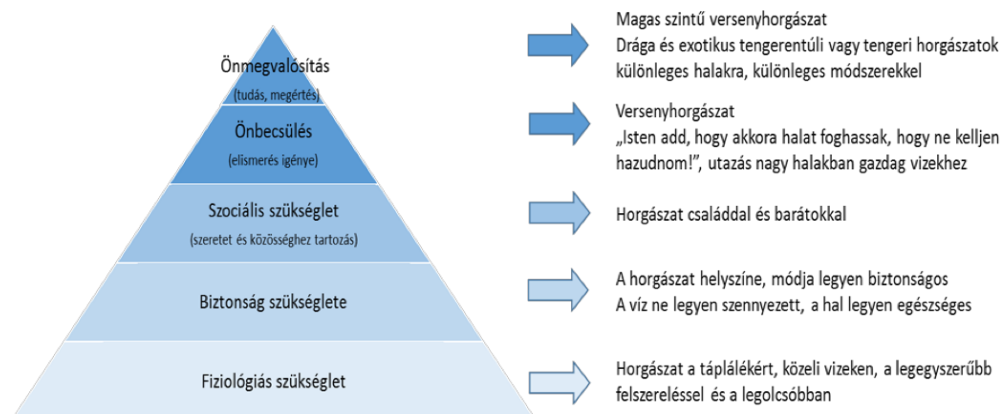 Önmegvalósítás
(tudás, megértés)
Magas szintű versenyhorgászat
Drága és exotikus tengerentúli vagy tengeri horgászatok
különleges halakra, különleges módszerekkel
Önbecsülés
(elismerés igénye)
Versenyhorgászat
„Isten add, hogy akkora halat foghassak, hogy ne kelljen
hazudnom!”, utazás nagy halakban gazdag vizekhez
Szociális szükséglet
(szeretet és közösséghez tartozás)
Horgászat családdal és barátokkal
Biztonság szükséglete
A horgászat helyszíne, módja legyen biztonságos
A víz ne legyen szennyezett, a hal legyen egészséges
Fiziológiás szükséglet
Horgászat a táplálékért, közeli vizeken, a legegyszerűbb
felszereléssel és a legolcsóbban